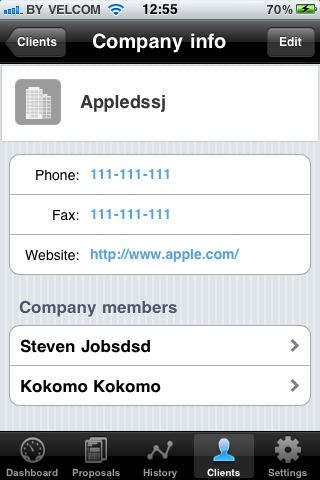 BY VELCOM 12:55 70%
Clients Company info Edit
Appledssj
Phone: 111-111-111
Fax: 111-111-111
Website: http://www.apple.com/
Company members
Steven Jobsdsd
Kokomo Kokomo
Dashboard Proposals History Clients Settings